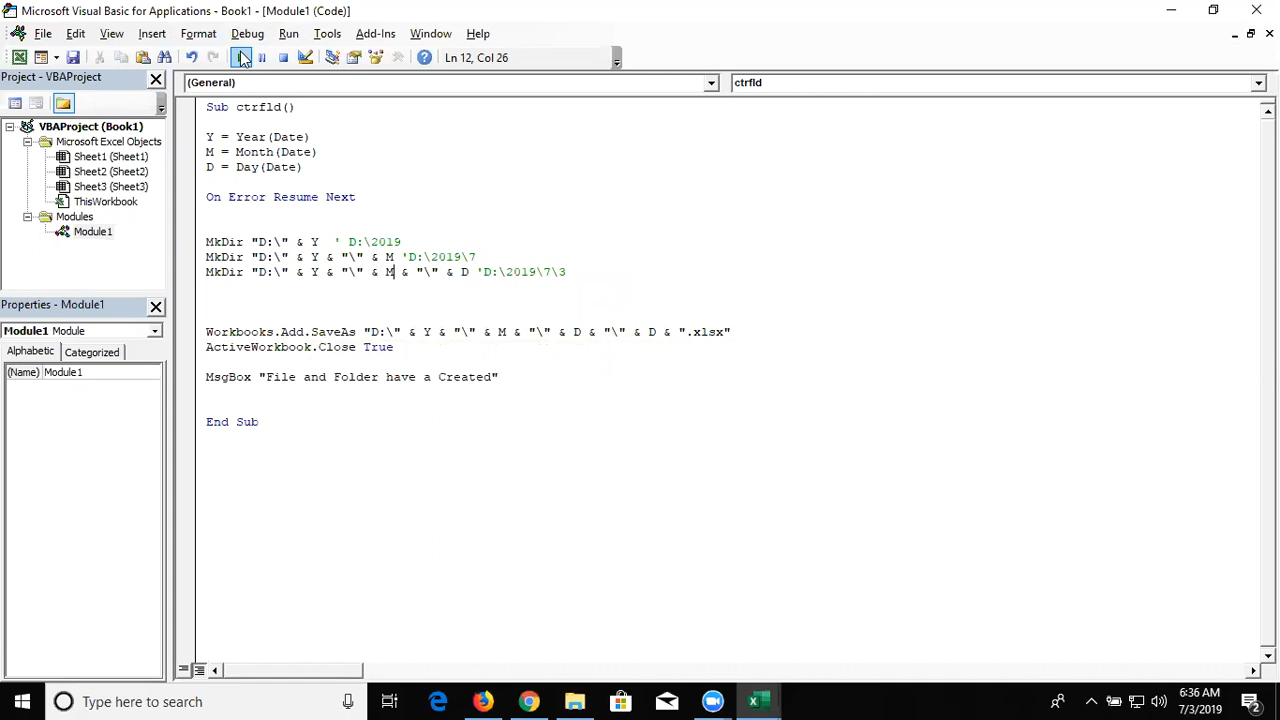 Microsoft Visual Basic for Applications - Book1 - [Module1 (Code)]
File Edit View Insert Format Debug Run Tools Add-Ins Window Help
Ln 12, Col 26
Project - VBAProject
(General)
ctrfld
VBAProject (Book1)
Microsoft Excel Objects
Sheet1 (Sheet1)
Sheet2 (Sheet2)
Sheet3 (Sheet3)
ThisWorkbook
Modules
Module1
Properties - Module1
Module1 Module
Alphabetic Categorized
(Name) Module1
Sub ctrfld()
Y = Year(Date)
M = Month(Date)
D = Day(Date)
On Error Resume Next
MkDir "D:\" & Y ' D:\2019
MkDir "D:\" & Y & "\" & M 'D:\2019\7
MkDir "D:\" & Y & "\" & M & "\" & D 'D:\2019\7\3
Workbooks.Add.SaveAs "D:\" & Y & "\" & M & "\" & D & "\" & D & ".xlsx"
ActiveWorkbook.Close True
MsgBox "File and Folder have a Created"
End Sub
Type here to search
6:36 AM
7/3/2019
2